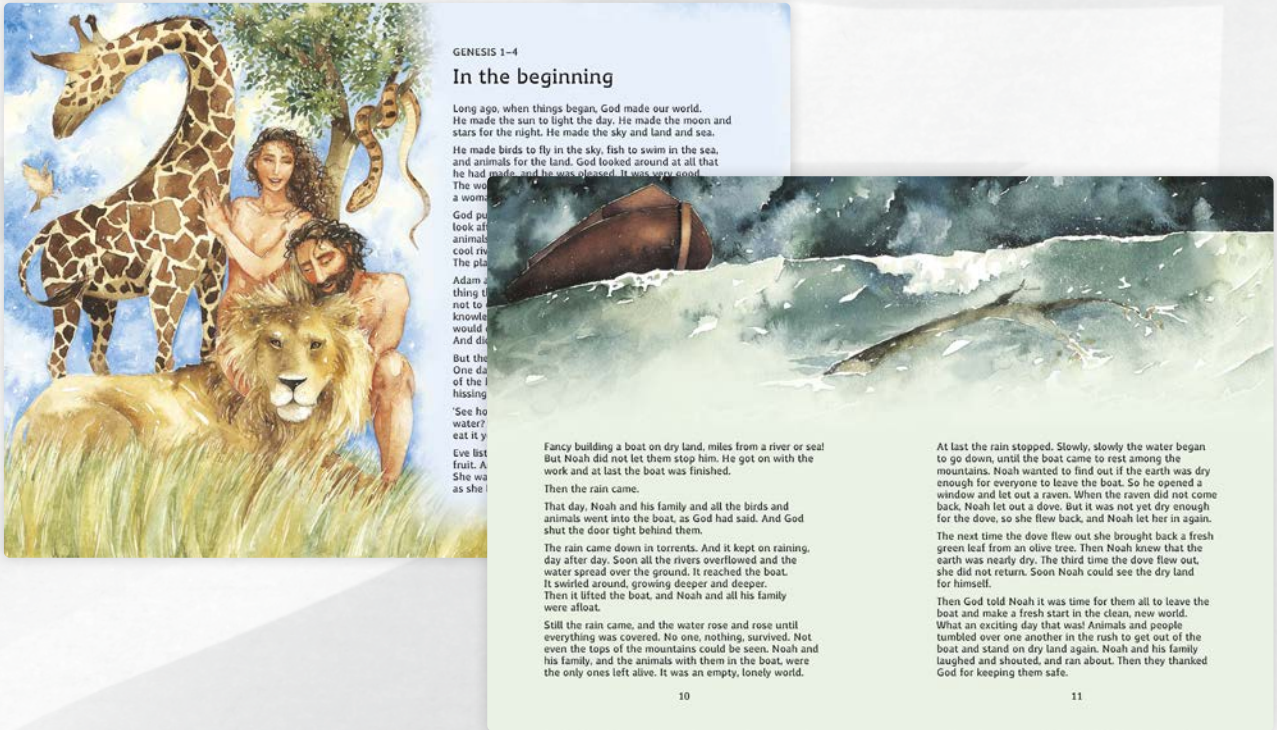 GENESIS 1–4
In the beginning
Long ago, when things began, God made our world.
He made the sun to light the day. He made the moon and
stars for the night. He made the sky and land and sea.
He made birds to fly in the sky, fish to swim in the sea,
and animals for the land. God looked around at all that
he had made, and he was pleased. It was very good.
The
a
God
look
cool
The
Adam
thing
not to
would
And
But the
One
of the
hissing
'See
water?
eat it
Eve
fruit.
She
as she
Fancy building a boat on dry land, miles from a river or sea!
But Noah did not let them stop him. He got on with the
work and at last the boat was finished.
Then the rain came.
That day, Noah and his family and all the birds and
animals went into the boat, as God had said. And God
shut the door tight behind them.
The rain came down in torrents. And it kept on raining,
day after day. Soon all the rivers overflowed and the
water spread over the ground. It reached the boat.
It swirled around, growing deeper and deeper.
Then it lifted the boat, and Noah and all his family
were afloat.
Still the rain came, and the water rose and rose until
everything was covered. No one, nothing, survived. Not
even the tops of the mountains could be seen. Noah and
his family, and the animals with them in the boat, were
the only ones left alive. It was an empty, lonely world.
10
At last the rain stopped. Slowly, slowly the water began
to go down, until the boat came to rest among the
mountains. Noah wanted to find out if the earth was dry
enough for everyone to leave the boat. So he opened a
window and let out a raven. When the raven did not come
back, Noah let out a dove. But it was not yet dry enough
for the dove, so she flew back, and Noah let her in again.
The next time the dove flew out she brought back a fresh
green leaf from an olive tree. Then Noah knew that the
earth was nearly dry. The third time the dove flew out,
she did not return. Soon Noah could see the dry land
for himself.
Then God told Noah it was time for them all to leave the
boat and make a fresh start in the clean, new world.
What an exciting day that was! Animals and people
tumbled over one another in the rush to get out of the
boat and stand on dry land again. Noah and his family
laughed and shouted, and ran about. Then they thanked
God for keeping them safe.
11